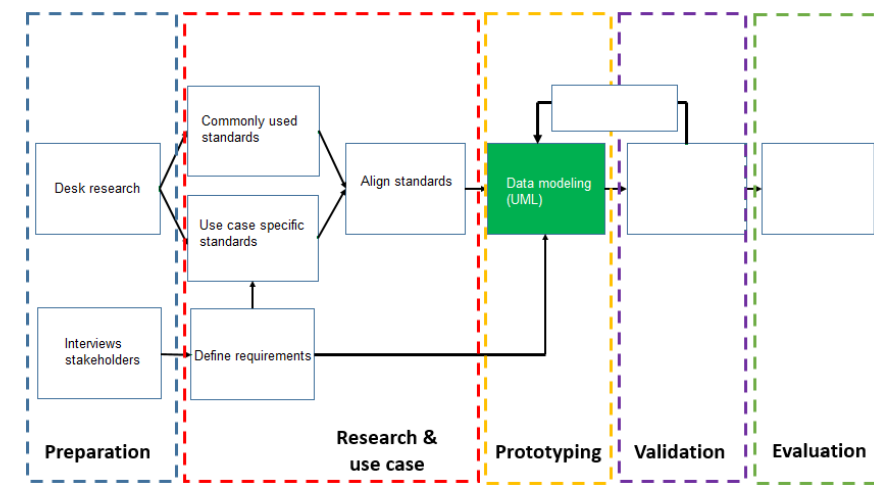 Commonly used
standards
Desk research
Align standards
Data modeling
(UML)
Use case specific
standards
Interviews
stakeholders
Define requirements
Preparation
Research &
use case
Prototyping
Validation
Evaluation